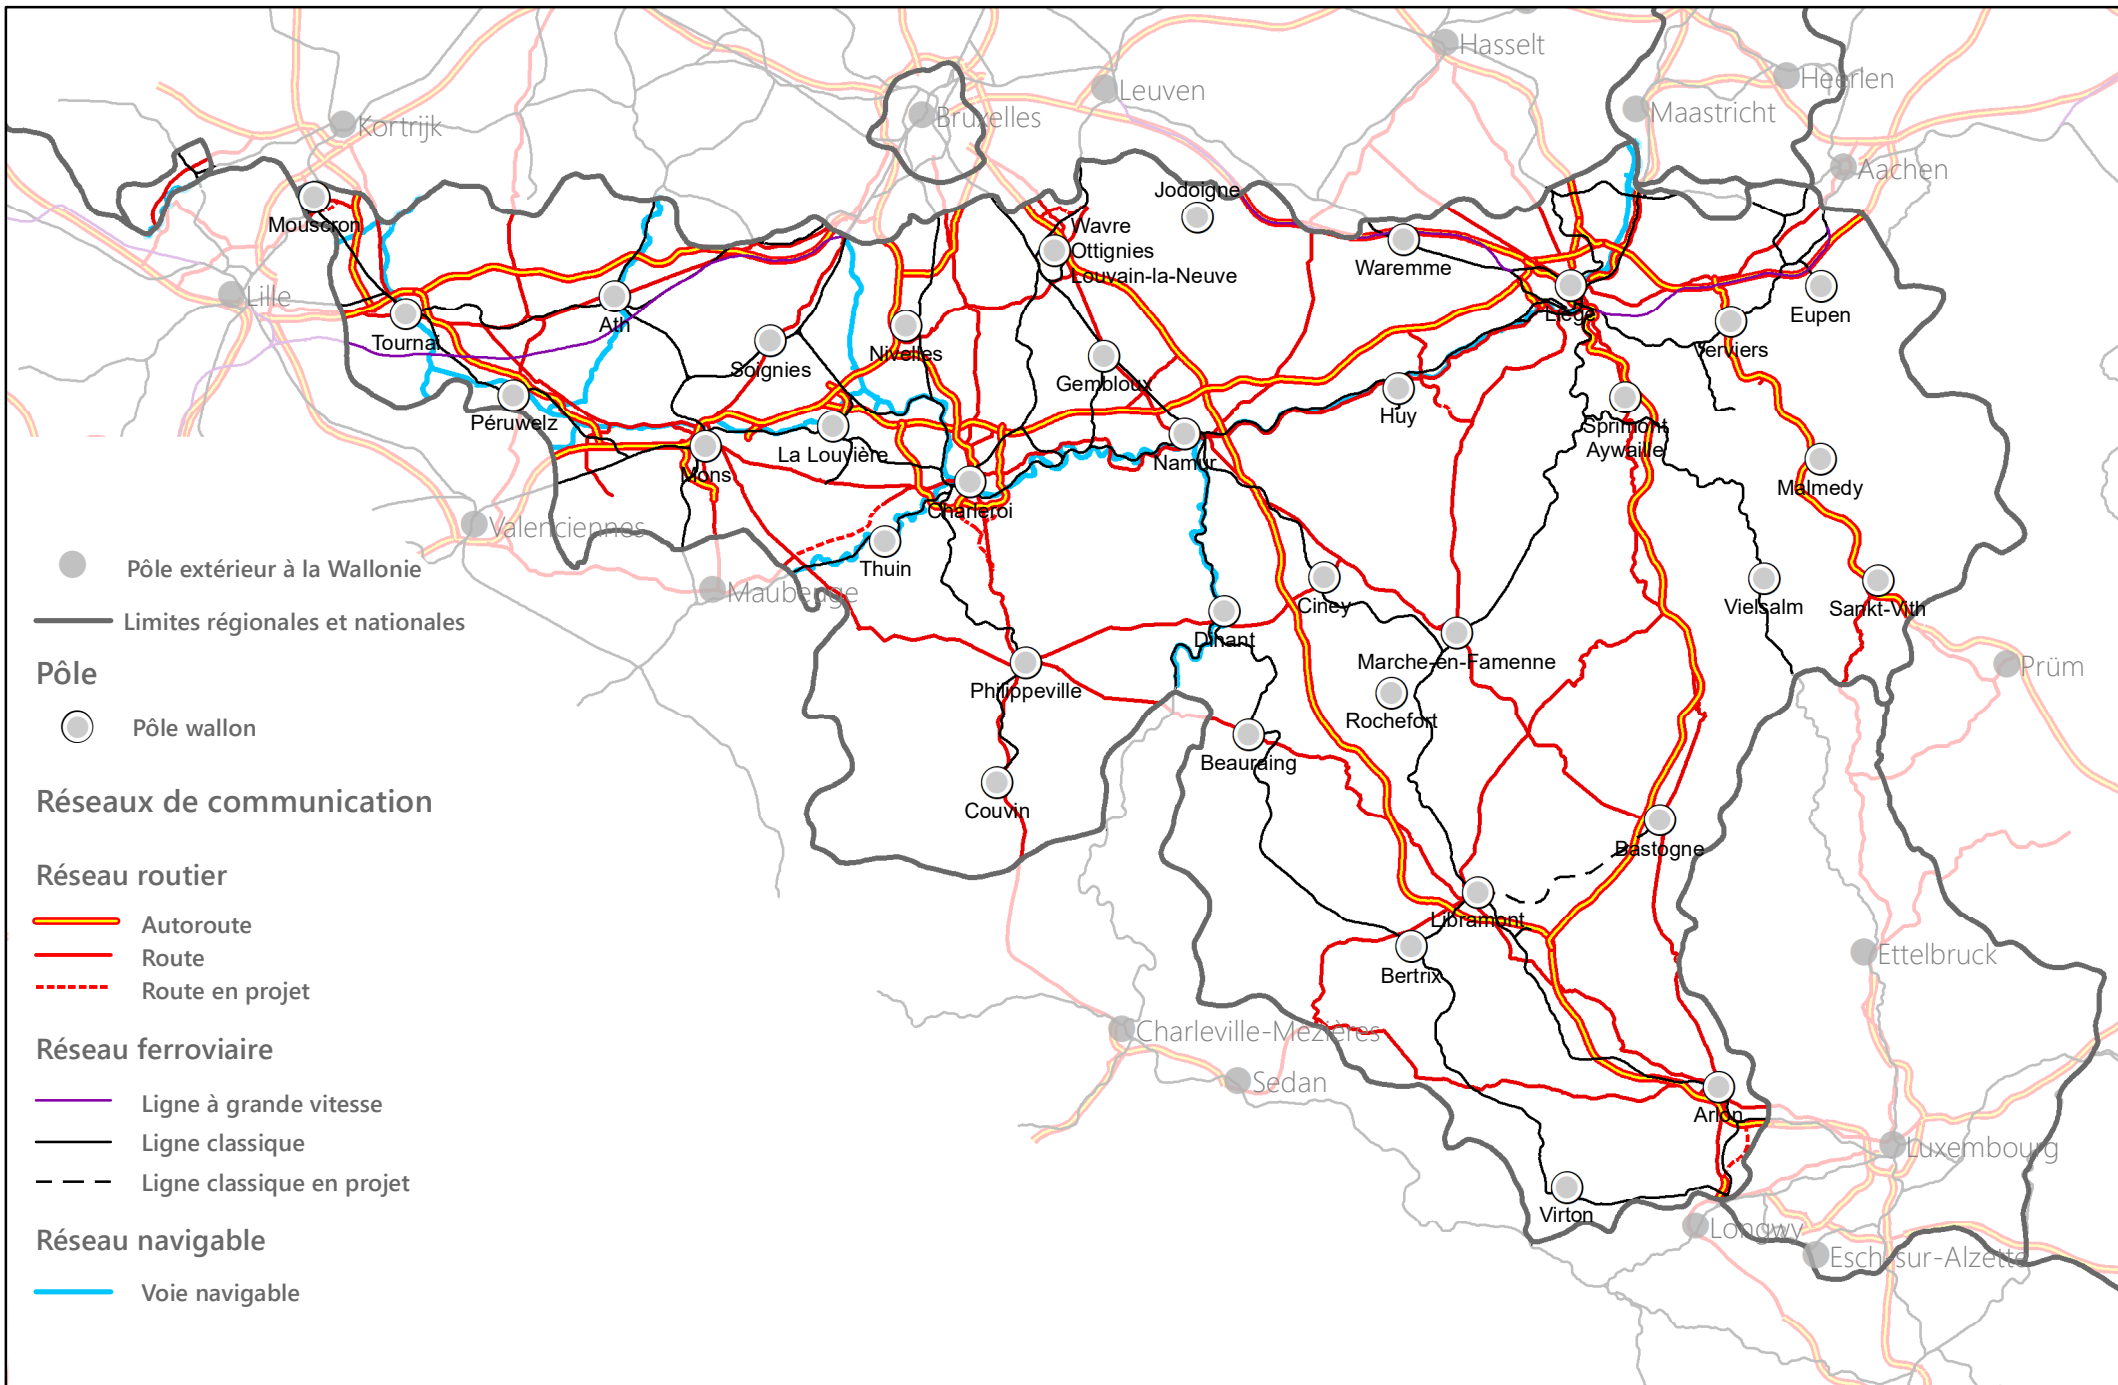 Hasselt
Heerlen
Leuven
Maastricht
Bruxelles
Kortrijk
Aachen
Jodoigne
Mouscron
Wavre
Ottignies
Louvain-la-Neuve
Waremme
Lille
Liège
Eupen
Ath
Tournai
Verviers
Nivelles
Soignies
Gembloux
Huy
Péruwelz
Sprimont
Aywaille
La Louvière
Namur
Mons
Malmedy
Charleroi
Valenciennes
Thuin
Maubeuge
Ciney
Vielsalm
Sankt-Vith
Dinant
Marche-en-Famenne
Prüm
Philippeville
Rochefort
Beauraing
Couvin
Bastogne
Libramont
Ettelbruck
Bertrix
Charleville-Mézières
Sedan
Arlon
Luxembourg
Virton
Longwy
Esch-sur-Alzette
Pôle extérieur à la Wallonie
Limites régionales et nationales
Pôle
Pôle wallon
Réseaux de communication
Réseau routier
Autoroute
Route
Route en projet
Réseau ferroviaire
Ligne à grande vitesse
Ligne classique
Ligne classique en projet
Réseau navigable
Voie navigable